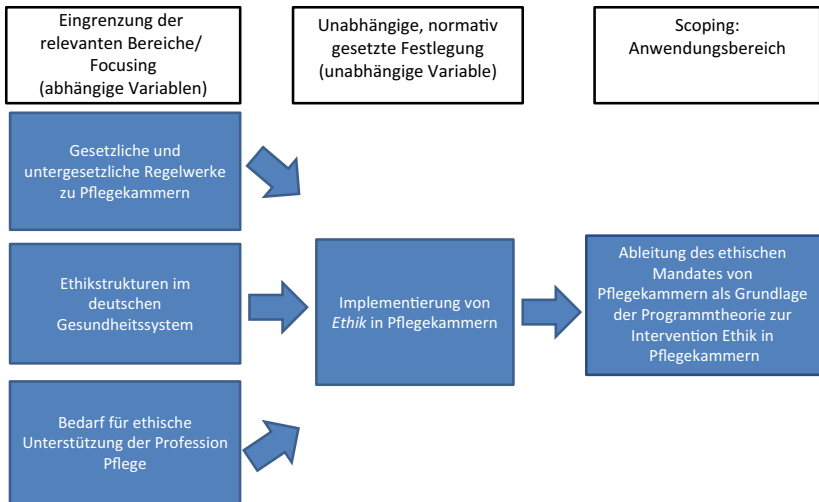 Eingrenzung der
relevanten Bereiche/
Focusing
(abhängige Variablen)
Unabhängige, normativ
gesetzte Festlegung
(unabhängige Variable)
Scoping:
Anwendungsbereich
Gesetzliche und
untergesetzliche Regelwerke
zu Pflegekammern
Ethikstrukturen im
deutschen
Gesundheitssystem
Bedarf für ethische
Unterstützung der Profession
Pflege
Implementierung von
Ethik in Pflegekammern
Ableitung des ethischen
Mandates von
Pflegekammern als Grundlage
der Programmtheorie zur
Intervention Ethik in
Pflegekammern